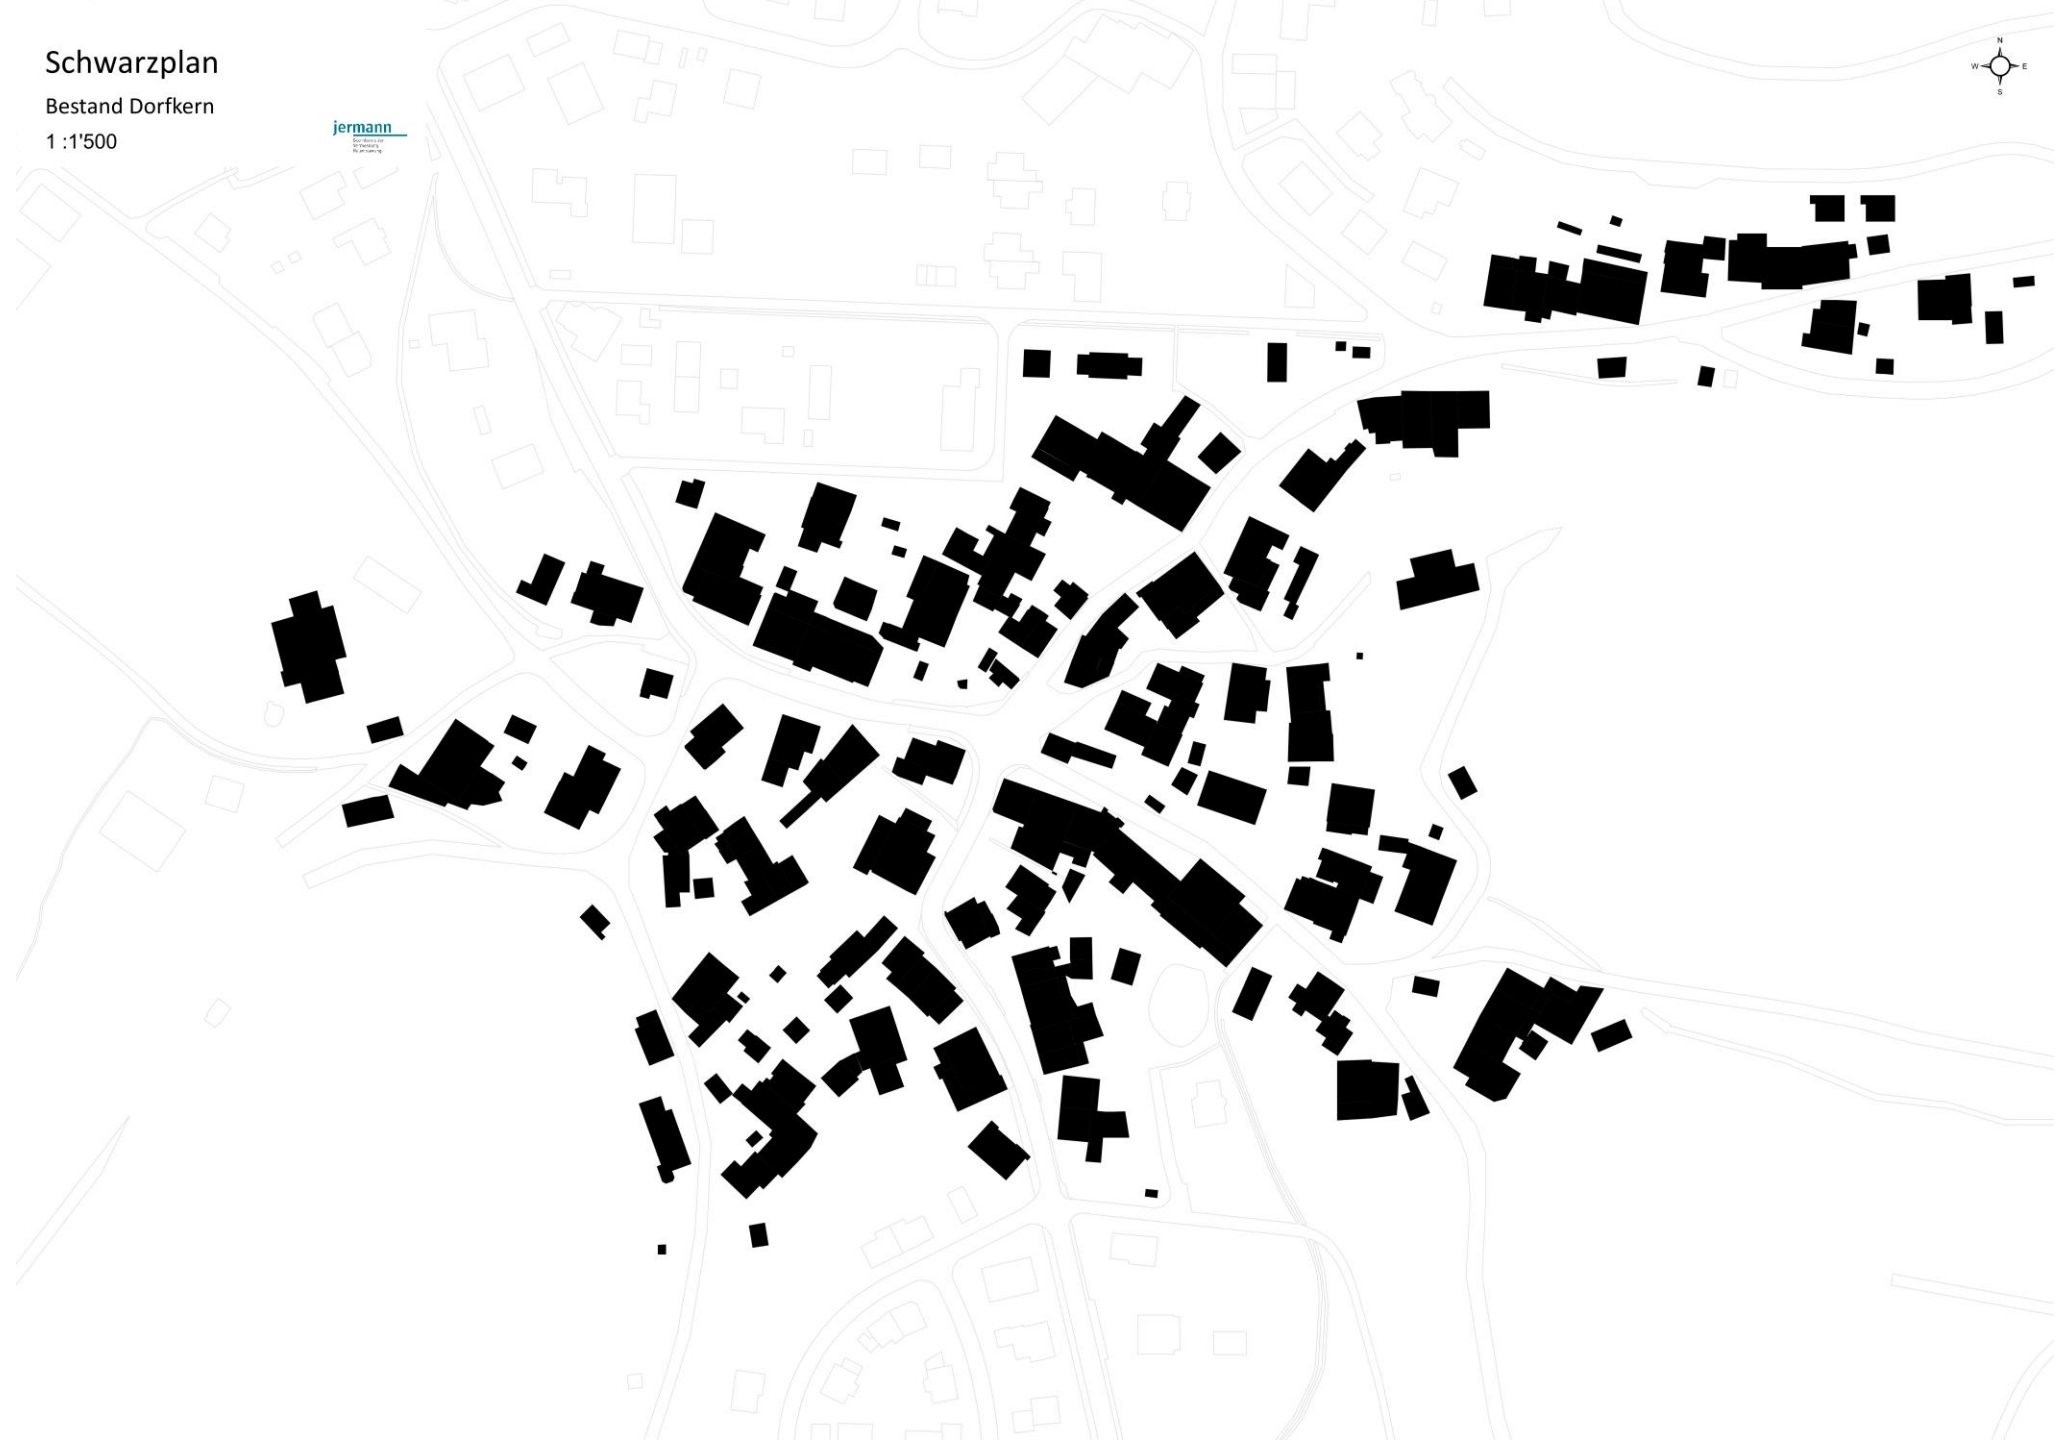 Schwarzplan
Bestand Dorfkern
1 :1'500
jermann
N
W E
S